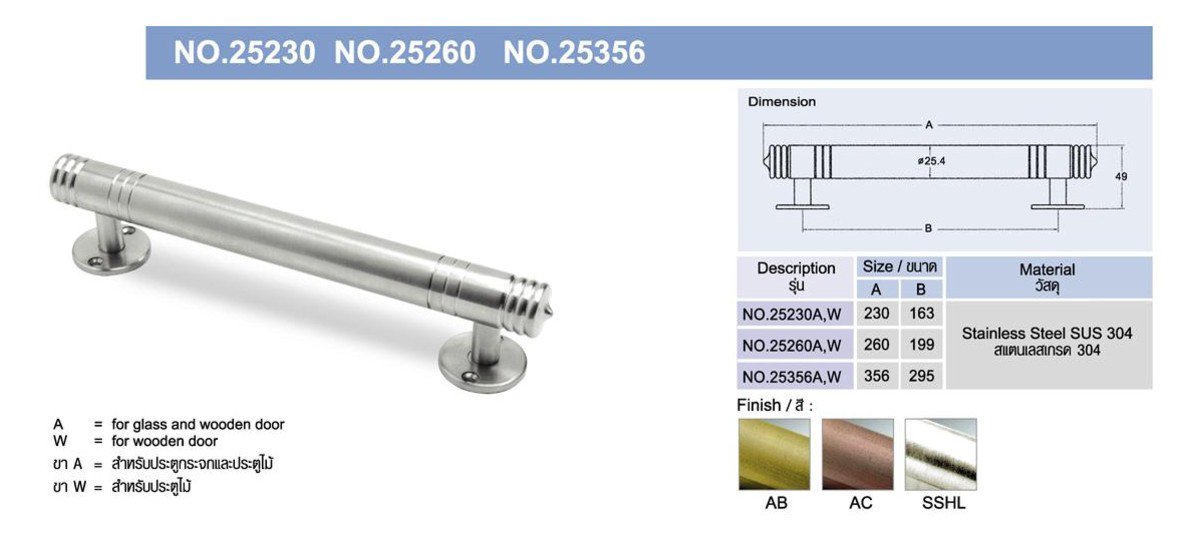 NO.25230 NO.25260 NO.25356
Dimension
A
ø25.4
49
B
Description Size / ขนาด Material
รุ่น A B วัสดุ
NO.25230A,W 230 163
NO.25260A,W 260 199
NO.25356A,W 356 295
Stainless Steel SUS 304
สแตนเลสเกรด 304
A = for glass and wooden door
W = for wooden door
ขา A = สำหรับประตูกระจกและประตูไม้
ขา W = สำหรับประตูไม้
Finish / สี :
AB AC SSHL